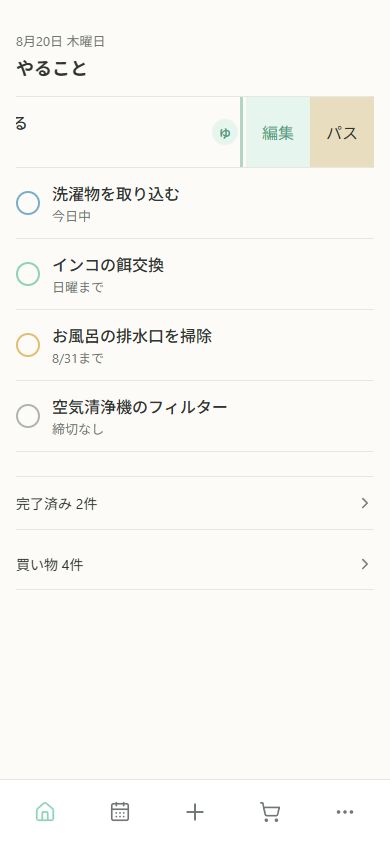 8月20日 木曜日
やること
る
ゆ
編集
パス
洗濯物を取り込む
今日中
インコの餌交換
日曜まで
お風呂の排水口を掃除
8/31まで
空気清浄機のフィルター
締切なし
完了済み 2件
買い物 4件